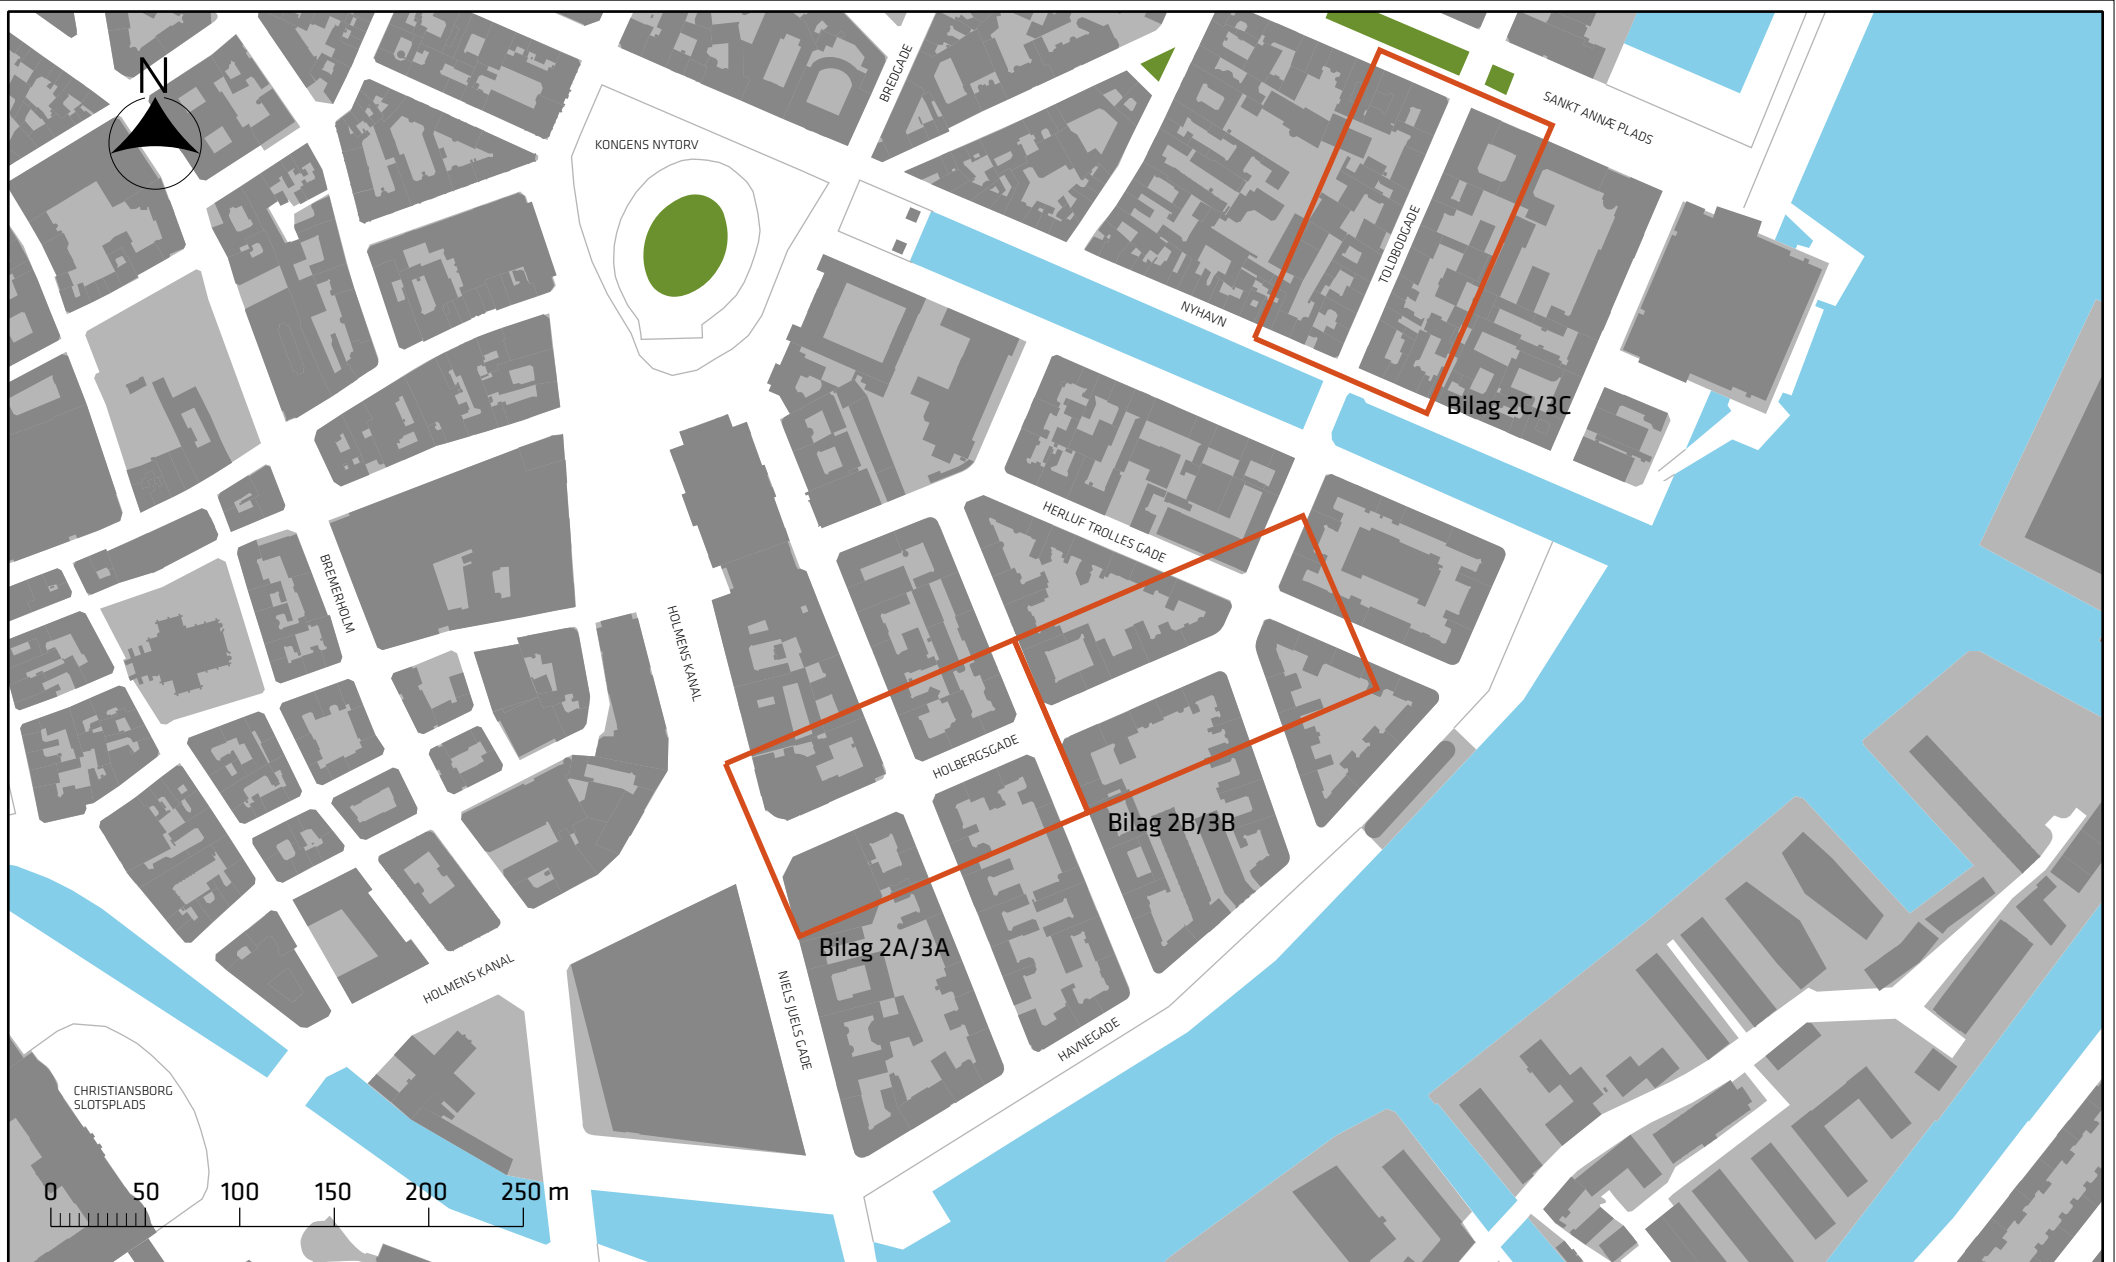 N
BREDGADE
KONGENS NYTORV
SANKT ANNÆ PLADS
TOLDBODGADE
NYHAVN
Bilag 2C/3C
HERLUF TROLLES GADE
BREMERHOLM
HOLMENS KANAL
HOLBERGSGADE
Bilag 2B/3B
Bilag 2A/3A
HOLMENS KANAL
NIELS JUELS GADE
HAVNEGADE
CHRISTIANSBORG
SLOTSPLADS
0 50 100 150 200 250 m